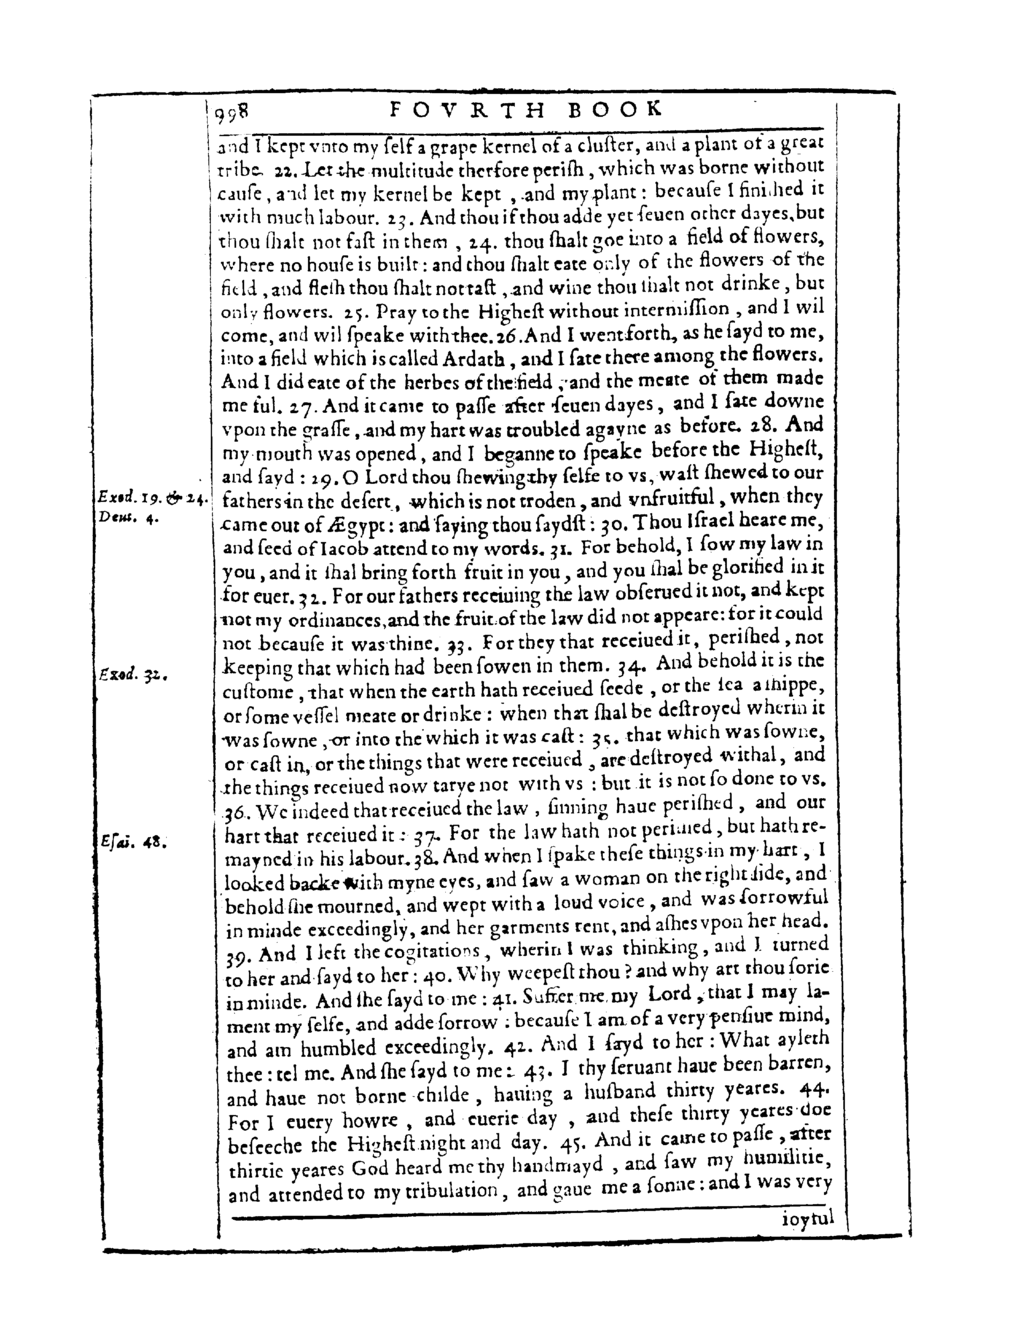 998 FOVRTH BOOK
and I kept vnto my ſelf a grape kernel of a cluſter, and a plant of a great
tribe. 22. Let the multitude therfore periſh, which was borne without
cauſe, and let my kernel be kept, and my plant: becauſe I finiſhed it
with much labour. 23. And thou if thou adde yet ſeuen other dayes, but
thou ſhalt not faſt in them, 24. thou ſhalt goe into a field of flowers,
where no houſe is built: and thou ſhalt eate only of the flowers of the
field, and fleſh thou ſhalt not taſt, and wine thou ſhalt not drinke, but
only flowers. 25. Pray to the Higheſt without intermiſſion, and I wil
come, and wil ſpeake with thee. 26. And I went forth, as he ſayd to me,
into a field which is called Ardath, and I ſate there among the flowers.
And I did eate of the herbes of the field, and the meate of them made
me ful. 27. And it came to paſſe after ſeuen dayes, and I ſate downe
vpon the graſſe, and my hart was troubled agayne as before. 28. And
my mouth was opened, and I beganne to ſpeake before the Higheſt,
and ſayd: 29. O Lord thou ſhewing thy ſelfe to vs, waſt ſhewed to our
Exod. 19. & 24. fathers in the deſert, which is not troden, and vnfruitful, when they
Deut. 4. came out of Ægypt: and ſaying thou ſaydſt: 30. Thou Iſrael heare me,
and ſeed of Iacob attend to my words. 31. For behold, I ſow my law in
you, and it ſhal bring forth fruit in you, and you ſhal be glorified in it
for euer. 32. For our fathers receiuing the law obſerued it not, and kept
not my ordinances, and the fruit of the law did not appeare: for it could
not becauſe it was thine. 33. For they that receiued it, periſhed, not
Exod. 32. keeping that which had been ſowen in them. 34. And behold it is the
cuſtome, that when the earth hath receiued ſeede, or the ſea a ſhippe,
or ſome veſſel meate or drinke: when that ſhal be deſtroyed wherin it
was ſowne, or into the which it was caſt: 35. that which was ſowne,
or caſt in, or the things that were receiued, are deſtroyed withal, and
the things receiued now tarye not with vs: but it is not ſo done to vs.
36. We indeed that receiued the law, ſinning haue periſhed, and our
Eſai. 48. hart that receiued it: 37. For the law hath not periſhed, but hath re-
mayned in his labour. 38. And when I ſpake theſe things in my hart, I
looked backe with myne eyes, and ſaw a woman on the right ſide, and
behold ſhe mourned, and wept with a loud voice, and was ſorrowful
in minde exceedingly, and her garments rent, and aſhes vpon her head.
39. And I left the cogitations, wherin I was thinking, and I turned
to her and ſayd to her: 40. Why weepeſt thou? and why art thou ſorie
in minde. And ſhe ſayd to me: 41. Suffer me, my Lord, that I may la-
ment my ſelfe, and adde ſorrow: becauſe I am of a very penſiue mind,
and am humbled exceedingly. 42. And I ſayd to her: What ayleth
thee: tel me. And ſhe ſayd to me: 43. I thy ſeruant haue been barren,
and haue not borne childe, hauing a huſband thirty yeares. 44.
For I euery howre, and euerie day, and theſe thirty yeares doe
beſeeche the Higheſt night and day. 45. And it came to paſſe, after
thirtie yeares God heard me thy handmayd, and ſaw my humilitie,
and attended to my tribulation, and gaue me a ſonne: and I was very
ioyful